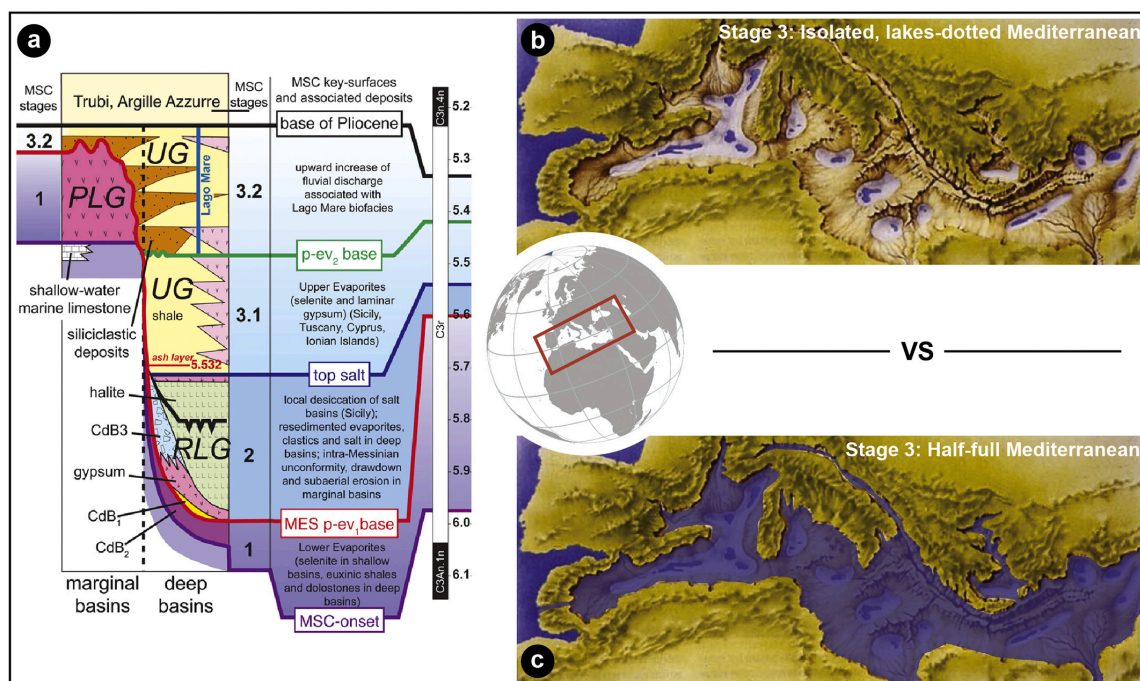 a
MSC
stages
Trubi, Argille Azzurre
MSC
stages
MSC key-surfaces
and associated deposits
base of Pliocene
3.2
1
PLG
UG
Lago Mare
3.2
upward increase of
fluvial discharge
associated with
Lago Mare biofacies
p-ev2 base
shallow-water
marine limestone
siliciclastic
deposits
UG
shale
3.1
Upper Evaporites
(selenite and laminar
gypsum) (Sicily,
Tuscany, Cyprus,
Ionian Islands)
ash layer
5.532
top salt
halite
CdB3
gypsum
CdB1
CdB2
RLG
2
local desiccation of salt
basins (Sicily);
resedimented evaporites,
clastics and salt in deep
basins; intra-Messinian
unconformity, drawdown
and subaerial erosion in
marginal basins
MES p-ev1base
1
Lower Evaporites
(selenite in shallow
basins, euxinic shales
and dolostones in deep
basins)
MSC-onset
marginal
basins
deep
basins
C3n.4n
C3r
C3An.1n
5.2
5.3
5.4
5.5
5.6
5.7
5.8
5.9
6.0
6.1
b
Stage 3: Isolated, lakes-dotted Mediterranean
VS
Stage 3: Half-full Mediterranean
c